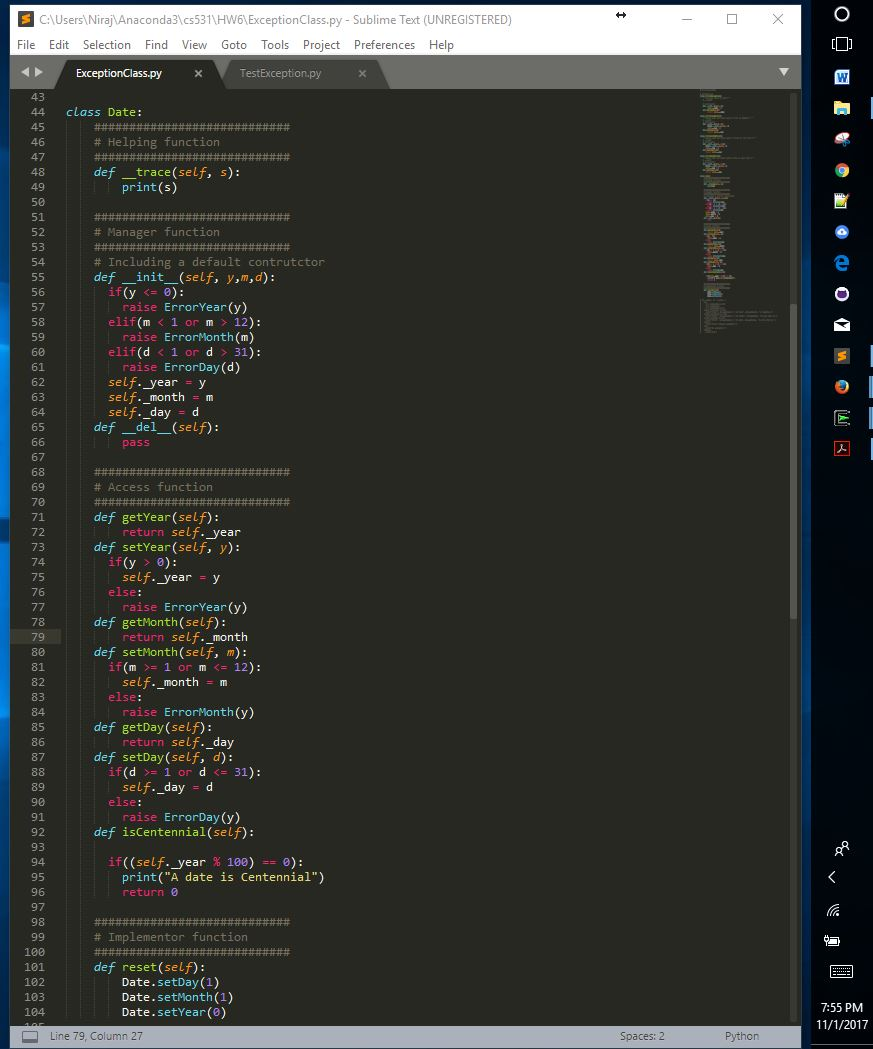 C:\Users\Niraj\Anaconda3\cs531\HW6\ExceptionClass.py - Sublime Text (UNREGISTERED)
File Edit Selection Find View Goto Tools Project Preferences Help
ExceptionClass.py TestException.py
43
44 class Date:
45 ############################
46 # Helping function
47 ############################
48 def __trace(self, s):
49 print(s)
50
51 ############################
52 # Manager function
53 ############################
54 # Including a default contrutctor
55 def __init__(self, y,m,d):
56 if(y <= 0):
57 raise ErrorYear(y)
58 elif(m < 1 or m > 12):
59 raise ErrorMonth(m)
60 elif(d < 1 or d > 31):
61 raise ErrorDay(d)
62 self._year = y
63 self._month = m
64 self._day = d
65 def __del__(self):
66 pass
67
68 ############################
69 # Access function
70 ############################
71 def getYear(self):
72 return self._year
73 def setYear(self, y):
74 if(y > 0):
75 self._year = y
76 else:
77 raise ErrorYear(y)
78 def getMonth(self):
79 return self._month
80 def setMonth(self, m):
81 if(m >= 1 or m <= 12):
82 self._month = m
83 else:
84 raise ErrorMonth(y)
85 def getDay(self):
86 return self._day
87 def setDay(self, d):
88 if(d >= 1 or d <= 31):
89 self._day = d
90 else:
91 raise ErrorDay(y)
92 def isCentennial(self):
93
94 if((self._year % 100) == 0):
95 print("A date is Centennial")
96 return 0
97
98 ############################
99 # Implementor function
100 ############################
101 def reset(self):
102 Date.setDay(1)
103 Date.setMonth(1)
104 Date.setYear(0)
105
Line 79, Column 27 Spaces: 2 Python
7:55 PM
11/1/2017